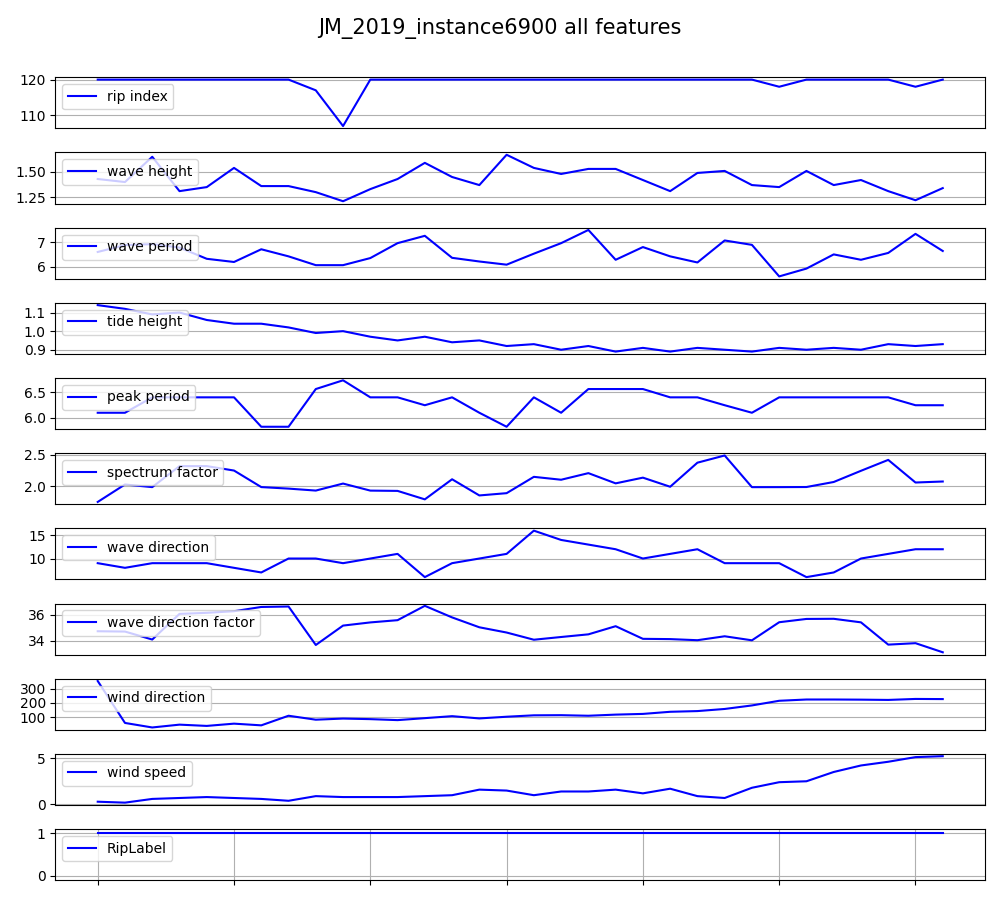 JM_2019_instance6900 all features
120
110
rip index
1.50
1.25
wave height
7
6
wave period
1.1
1.0
0.9
tide height
6.5
6.0
peak period
2.5
2.0
spectrum factor
15
10
wave direction
36
34
wave direction factor
300
200
100
wind direction
5
0
wind speed
1
0
RipLabel